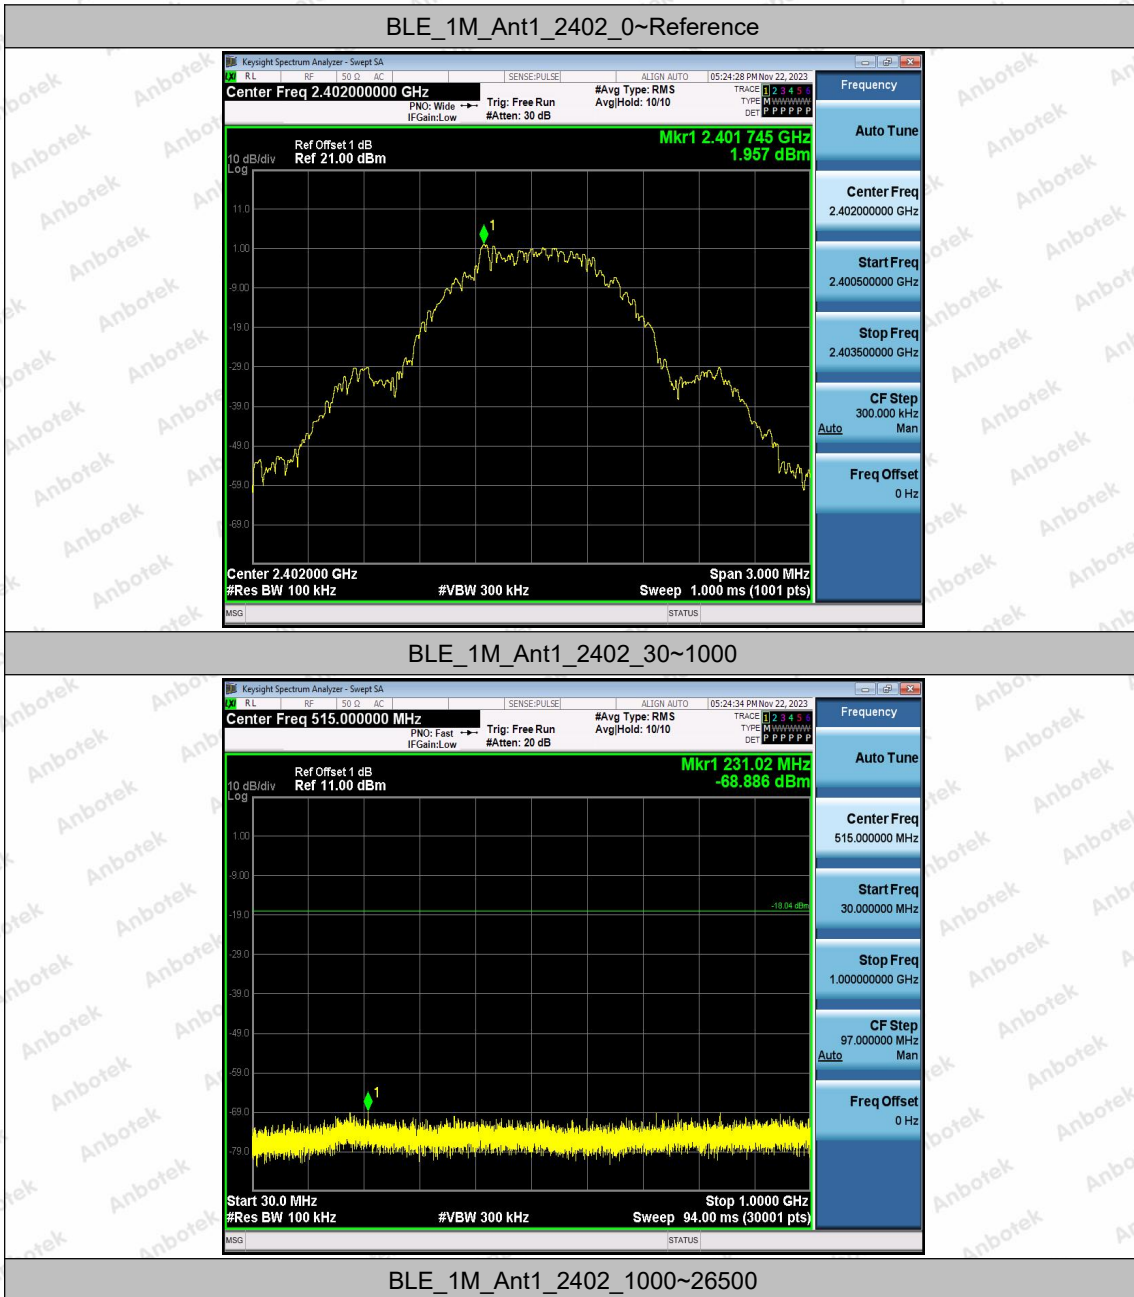 BLE_1M_Ant1_2402_0~Reference
Keysight Spectrum Analyzer - Swept SA
LXI RL RF 50 Ω AC SENSE:PULSE ALIGN AUTO 05:24:28 PM Nov 22, 2023
Center Freq 2.402000000 GHz
PNO: Wide
IFGain:Low
Trig: Free Run
#Atten: 30 dB
#Avg Type: RMS
Avg|Hold: 10/10
TRACE 1 2 3 4 5 6
TYPE M WWWWW
DET P P P P P P
Frequency
Auto Tune
Center Freq
2.402000000 GHz
Start Freq
2.400500000 GHz
Stop Freq
2.403500000 GHz
CF Step
300.000 kHz
Auto Man
Freq Offset
0 Hz
Mkr1 2.401 745 GHz
1.957 dBm
Ref Offset 1 dB
10 dB/div Ref 21.00 dBm
Log
11.0
1.00
-9.00
-19.0
-29.0
-39.0
-49.0
-59.0
-69.0
1
Center 2.402000 GHz Span 3.000 MHz
#Res BW 100 kHz #VBW 300 kHz Sweep 1.000 ms (1001 pts)
MSG STATUS
BLE_1M_Ant1_2402_30~1000
Keysight Spectrum Analyzer - Swept SA
LXI RL RF 50 Ω AC SENSE:PULSE ALIGN AUTO 05:24:34 PM Nov 22, 2023
Center Freq 515.000000 MHz
PNO: Fast
IFGain:Low
Trig: Free Run
#Atten: 20 dB
#Avg Type: RMS
Avg|Hold: 10/10
TRACE 1 2 3 4 5 6
TYPE M WWWWW
DET P P P P P P
Frequency
Auto Tune
Center Freq
515.000000 MHz
Start Freq
30.000000 MHz
Stop Freq
1.000000000 GHz
CF Step
97.000000 MHz
Auto Man
Freq Offset
0 Hz
Mkr1 231.02 MHz
-68.886 dBm
Ref Offset 1 dB
10 dB/div Ref 11.00 dBm
Log
1.00
-9.00
-19.0
-29.0
-39.0
-49.0
-59.0
-69.0
-79.0
-18.04 dBm
1
Start 30.0 MHz Stop 1.0000 GHz
#Res BW 100 kHz #VBW 300 kHz Sweep 94.00 ms (30001 pts)
MSG STATUS
BLE_1M_Ant1_2402_1000~26500